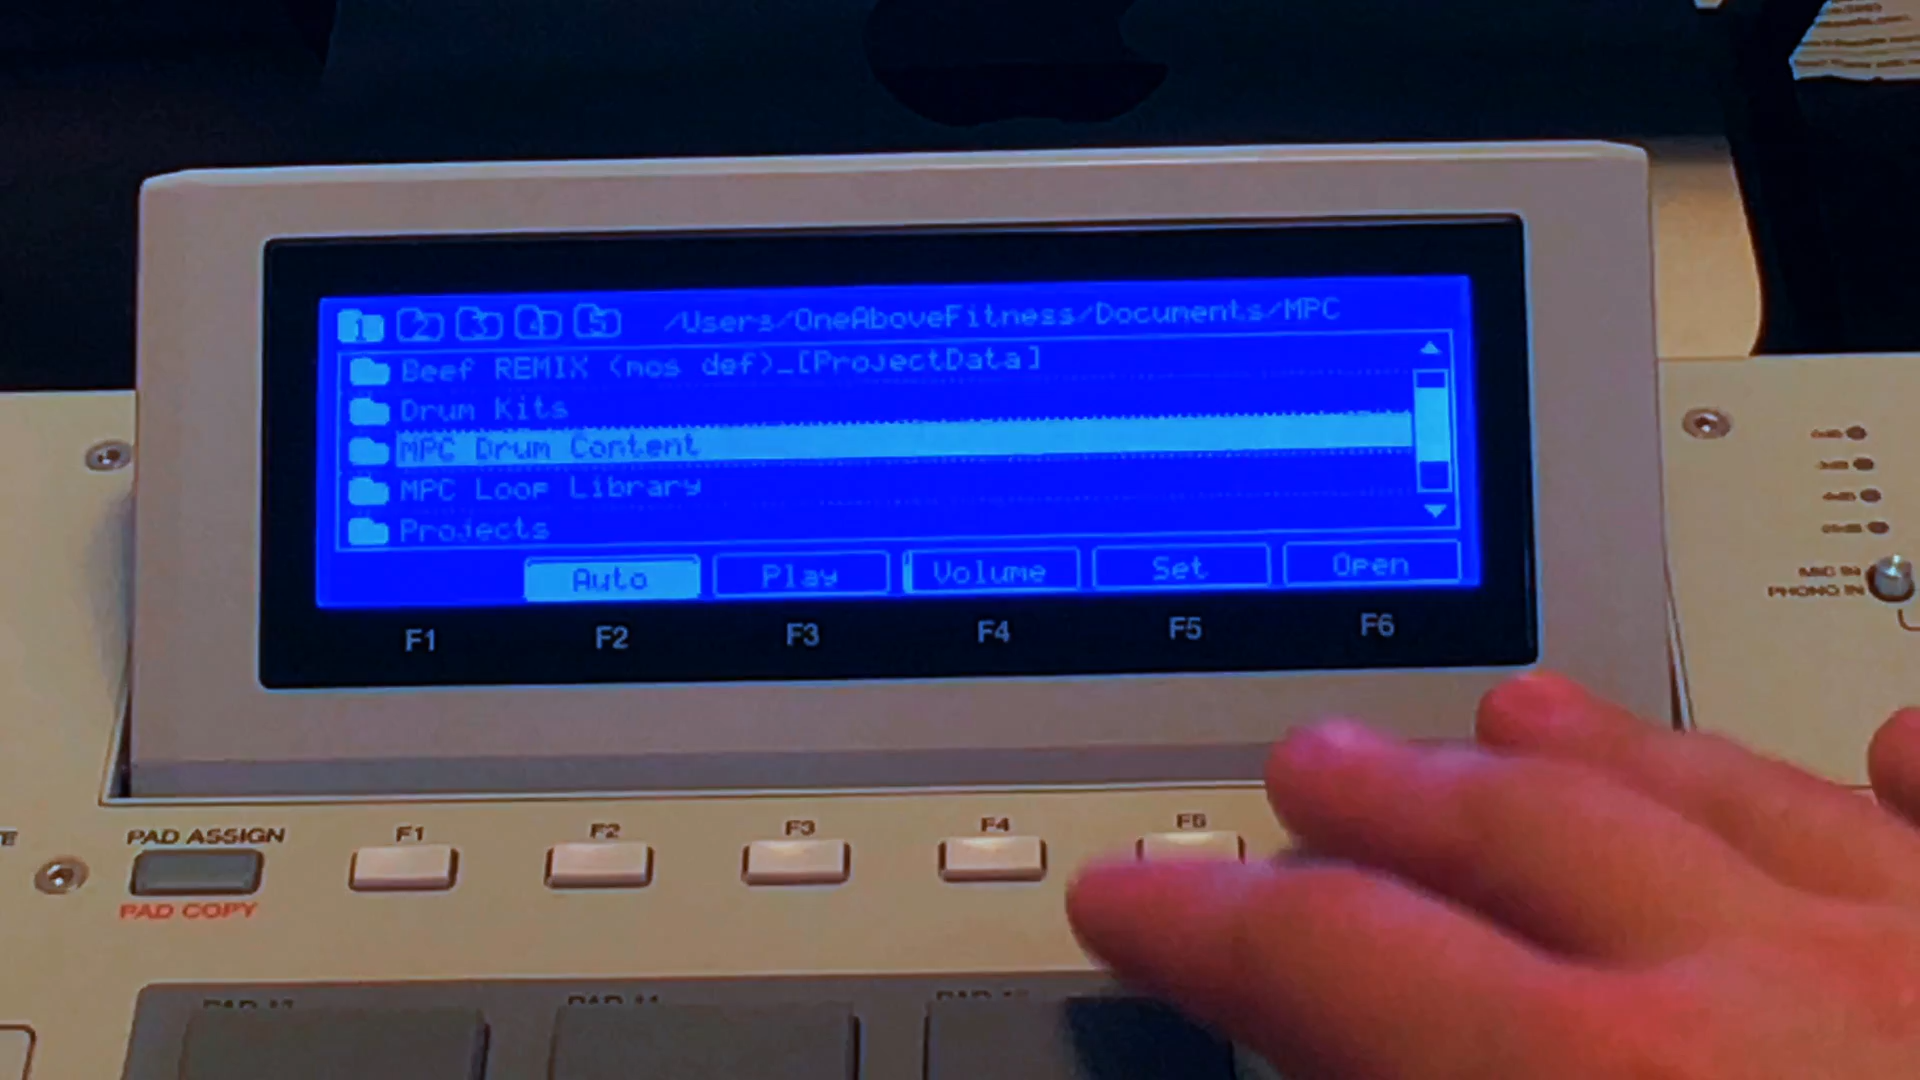 1 2 3 4 5 /Users/OneAboveFitness/Documents/MPC
Beef REMIX (mos def)_[ProjectData]
Drum Kits
MPC Drum Content
MPC Loop Library
Projects
Auto Play Volume Set Open
F1 F2 F3 F4 F5 F6
MIC IN
PHONO IN
PAD ASSIGN F1 F2 F3 F4 F5
PAD COPY